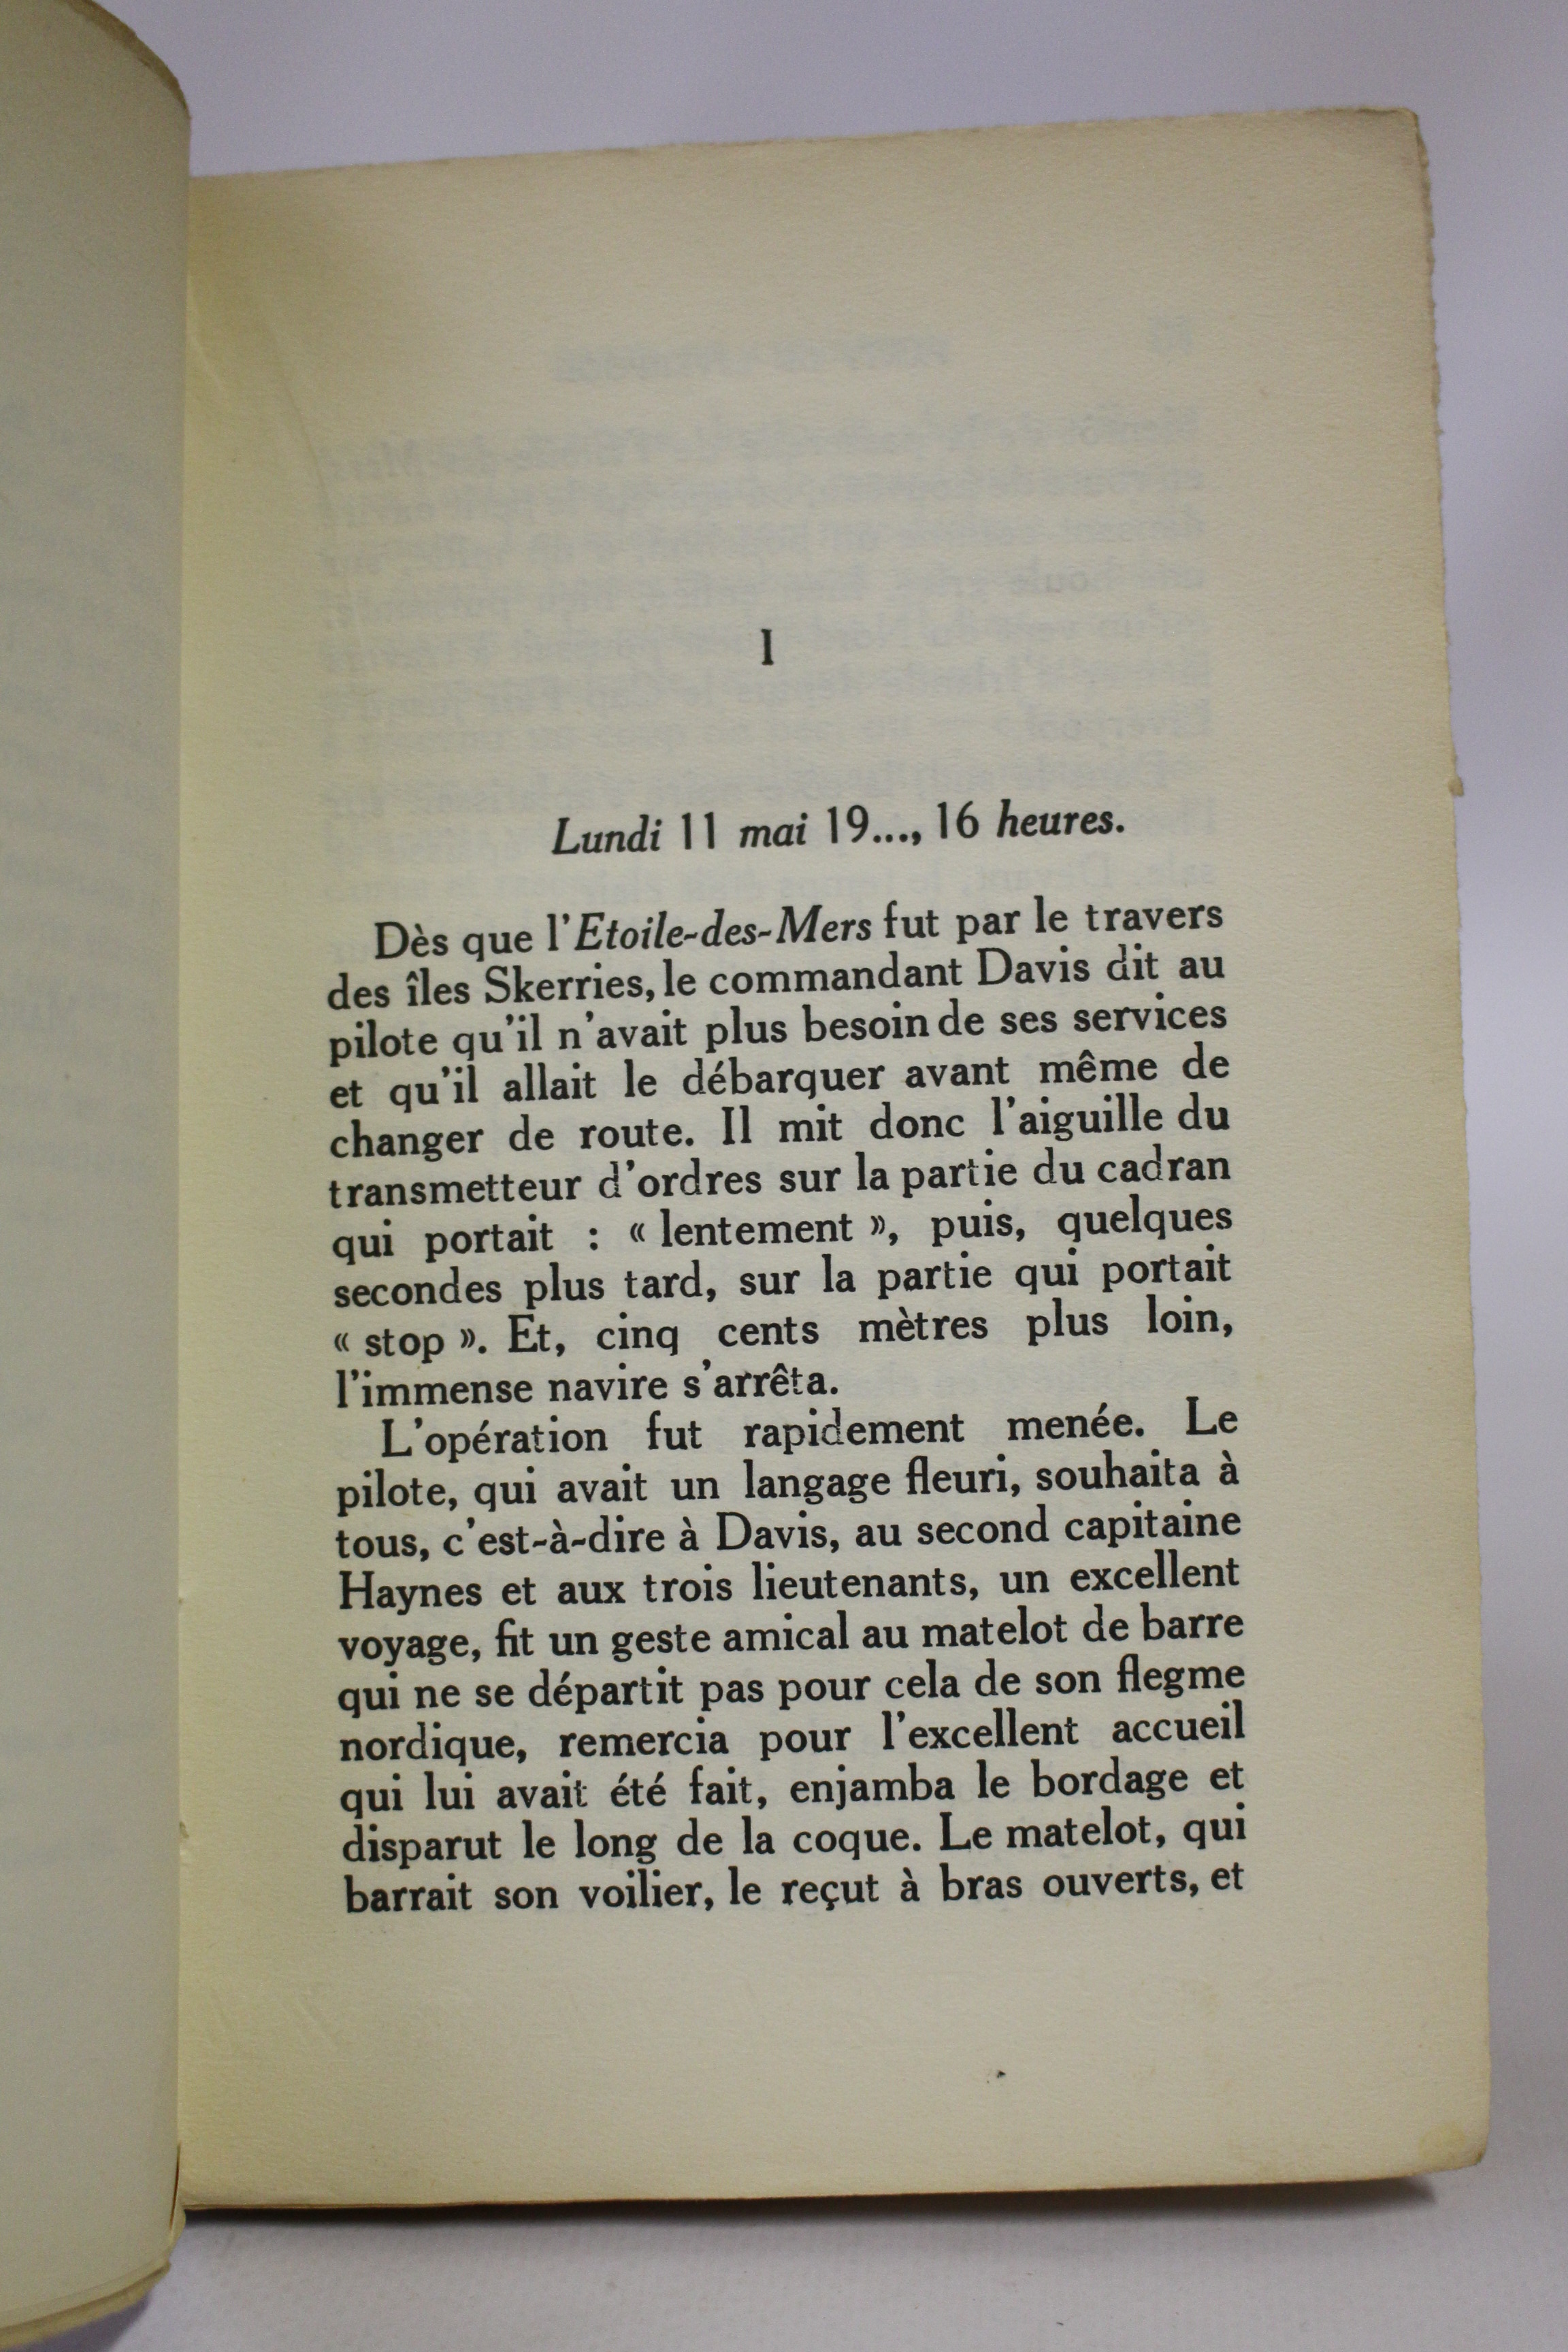 I
Lundi 11 mai 19..., 16 heures.
Dès que l'Etoile-des-Mers fut par le travers
des îles Skerries, le commandant Davis dit au
pilote qu'il n'avait plus besoin de ses services
et qu'il allait le débarquer avant même de
changer de route. Il mit donc l'aiguille du
transmetteur d'ordres sur la partie du cadran
qui portait : « lentement », puis, quelques
secondes plus tard, sur la partie qui portait
« stop ». Et, cinq cents mètres plus loin,
l'immense navire s'arrêta.
L'opération fut rapidement menée. Le
pilote, qui avait un langage fleuri, souhaita à
tous, c'est-à-dire à Davis, au second capitaine
Haynes et aux trois lieutenants, un excellent
voyage, fit un geste amical au matelot de barre
qui ne se départit pas pour cela de son flegme
nordique, remercia pour l'excellent accueil
qui lui avait été fait, enjamba le bordage et
disparut le long de la coque. Le matelot, qui
barrait son voilier, le reçut à bras ouverts, et